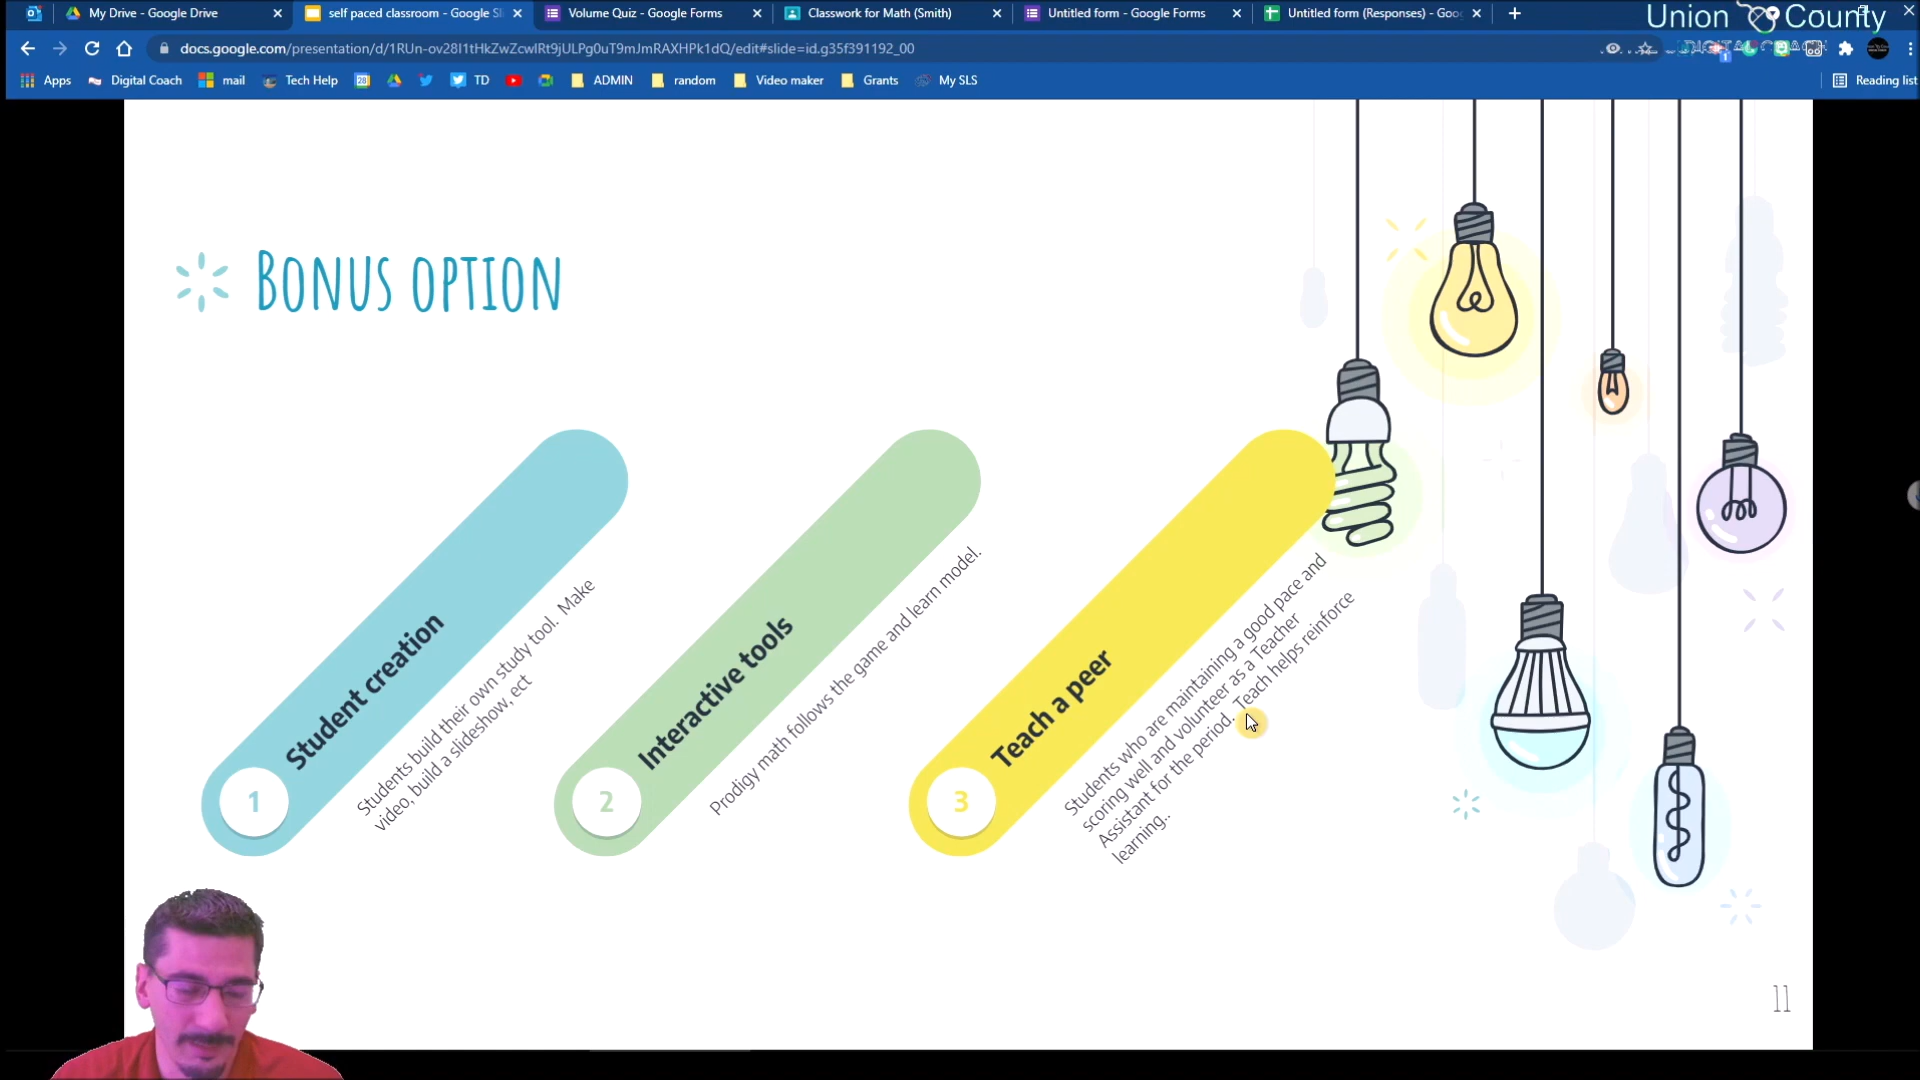 My Drive - Google Drive
self paced classroom - Google Sl
Volume Quiz - Google Forms
Classwork for Math (Smith)
Untitled form - Google Forms
Untitled form (Responses) - Goo
Union County
DIGITAL COACH
docs.google.com/presentation/d/1RUn-ov28I1tHkZwZcwIRt9jULPg0uT9mJmRAXHPk1dQ/edit#slide=id.g35f391192_00
Apps
Digital Coach
mail
Tech Help
TD
ADMIN
random
Video maker
Grants
My SLS
Reading list
Bonus option
1
Student creation
Students build their own study tool. Make
video, build a slideshow, ect
2
Interactive tools
Prodigy math follows the game and learn model.
3
Teach a peer
Students who are maintaining a good pace and
scoring well and volunteer as a Teacher
Assistant for the period. Teach helps reinforce
learning..
11